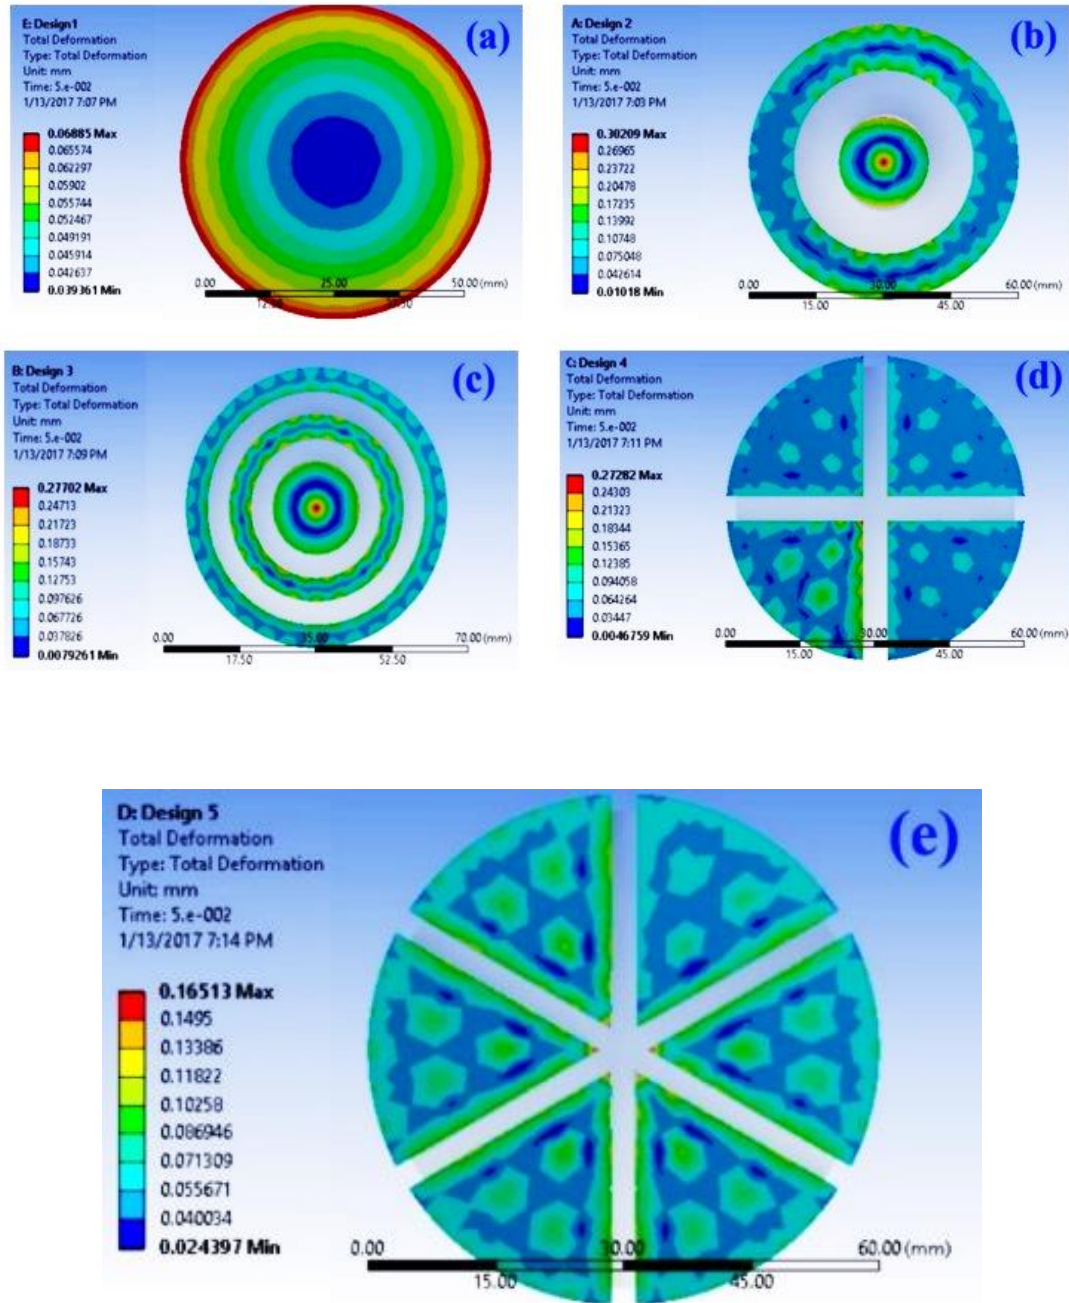 E: Design1
Total Deformation
Type: Total Deformation
Unit: mm
Time: 5.e-002
1/13/2017 7:07 PM
(a)
0.06885 Max
0.065574
0.062297
0.05902
0.055744
0.052467
0.049191
0.045914
0.042637
0.039361 Min
0.00 25.00 50.00 (mm)
A: Design 2
Total Deformation
Type: Total Deformation
Unit: mm
Time: 5.e-002
1/13/2017 7:03 PM
(b)
0.30209 Max
0.26965
0.23722
0.20478
0.17235
0.13992
0.10748
0.075048
0.042614
0.01018 Min
0.00 30.00 60.00 (mm)
15.00 45.00
B: Design 3
Total Deformation
Type: Total Deformation
Unit: mm
Time: 5.e-002
1/13/2017 7:09 PM
(c)
0.27702 Max
0.24713
0.21723
0.18733
0.15743
0.12753
0.097626
0.067726
0.037826
0.0079261 Min
0.00 35.00 70.00 (mm)
17.50 52.50
C: Design 4
Total Deformation
Type: Total Deformation
Unit: mm
Time: 5.e-002
1/13/2017 7:11 PM
(d)
0.27282 Max
0.24303
0.21323
0.18344
0.15365
0.12385
0.094058
0.064264
0.03447
0.0046759 Min
0.00 30.00 60.00 (mm)
15.00 45.00
D: Design 5
Total Deformation
Type: Total Deformation
Unit: mm
Time: 5.e-002
1/13/2017 7:14 PM
(e)
0.16513 Max
0.1495
0.13386
0.11822
0.10258
0.086946
0.071309
0.055671
0.040034
0.024397 Min
0.00 30.00 60.00 (mm)
15.00 45.00